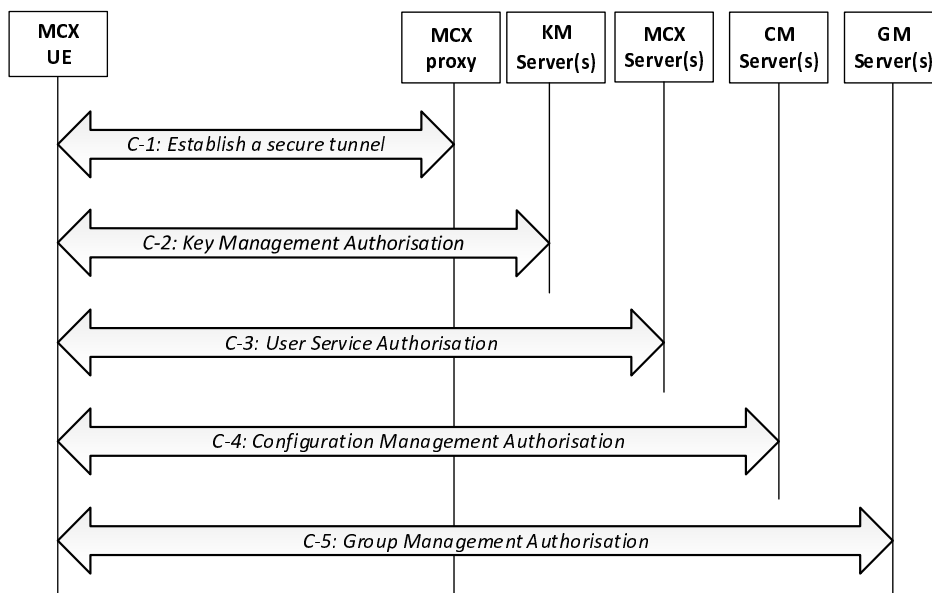 MCX
UE
MCX
proxy
KM
Server(s)
MCX
Server(s)
CM
Server(s)
GM
Server(s)
C-1: Establish a secure tunnel
C-2: Key Management Authorisation
C-3: User Service Authorisation
C-4: Configuration Management Authorisation
C-5: Group Management Authorisation